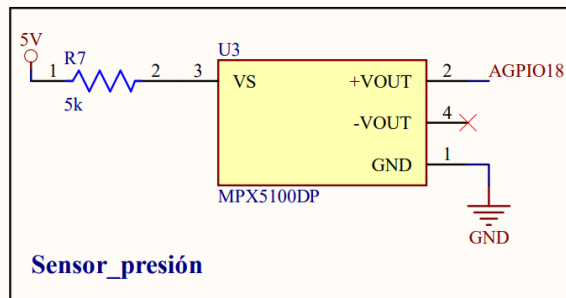 5V
U3
R7
1
2
3
VS
+VOUT
2
AGPIO18
5k
-VOUT
4
GND
1
MPX5100DP
GND
Sensor_presión